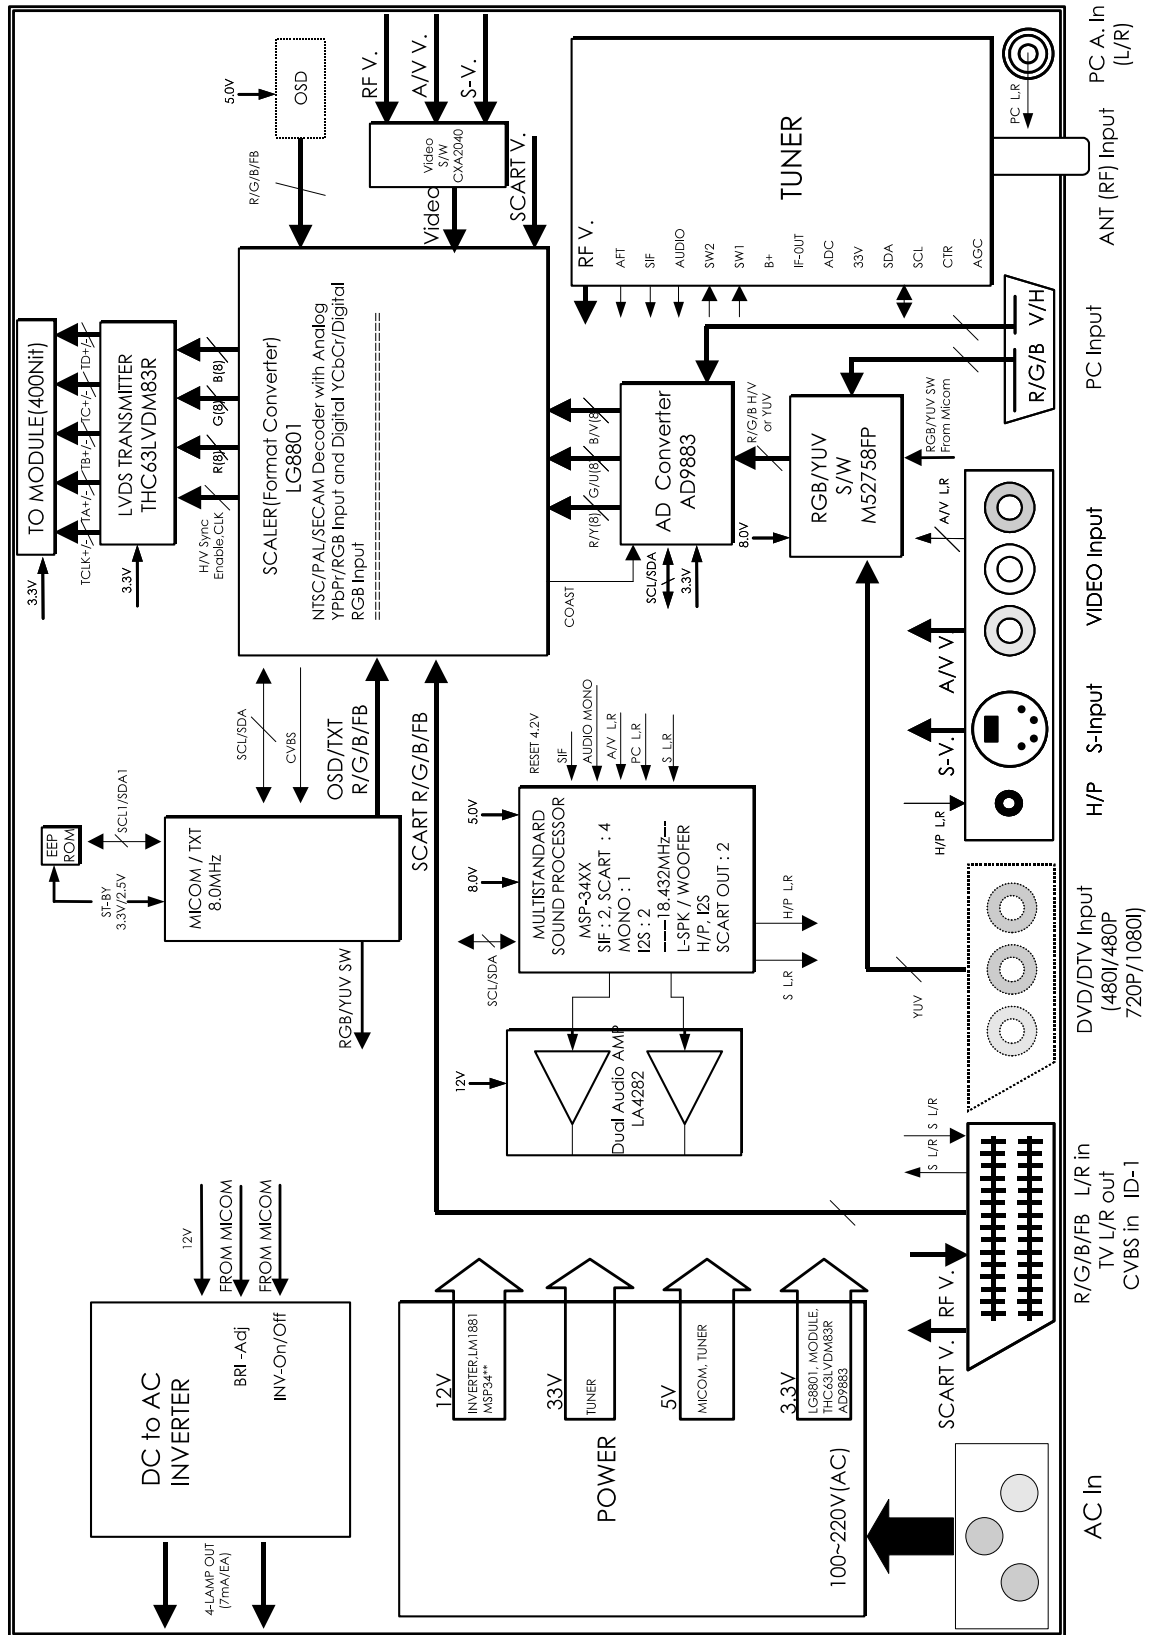 TO MODULE(400Nit)
3.3V
TCLK+/-
TA+/-
TB+/-
TC+/-
TD+/-
LVDS TRANSMITTER
THC63LVDM83R
3.3V
H/V Sync
Enable,CLK
R(8)
G(8)
B(8)
SCALER(Format Converter)
LG8801
NTSC/PAL/SECAM Decoder with Analog
YPbPr/RGB Input and Digital YCbCr/Digital
RGB Input
5.0V
OSD
R/G/B/FB
RF V.
A/V V.
S-V.
Video
S/W
CXA2040
Video
SCART V.
TUNER
RF V.
AFT
SIF
AUDIO
SW2
SW1
B+
IF-OUT
ADC
33V
SDA
SCL
CTR
AGC
PC L,R
PC A. In
(L/R)
ANT (RF) Input
COAST
R/Y(8)
G/U(8)
B/V(8)
AD Converter
AD9883
SCL/SDA
3.3V
R/G/B H/V
or YUV
RGB/YUV
S/W
M52758FP
8.0V
RGB/YUV SW
From Micom
R/G/B
V/H
PC Input
EEP
ROM
SCL1/SDA1
ST-BY
3.3V/2.5V
MICOM / TXT
8.0MHz
SCL/SDA
CVBS
OSD/TXT
R/G/B/FB
SCART R/G/B/FB
RGB/YUV SW
RESET 4.2V
SIF
AUDIO MONO
A/V L,R
PC L,R
S L,R
5.0V
8.0V
SCL/SDA
MULTISTANDARD
SOUND PROCESSOR
MSP-34XX
SIF : 2, SCART : 4
MONO : 1
I2S : 2
----18.432MHz---
L-SPK / WOOFER
H/P, I2S
SCART OUT : 2
H/P L,R
S L,R
12V
Dual Audio AMP
LA4282
A/V L,R
A/V V.
S-V.
H/P L,R
VIDEO Input
S-Input
H/P
YUV
DVD/DTV Input
(480I/480P
720P/1080I)
S L/R
S L/R
RF V.
SCART V.
R/G/B/FB L/R in
TV L/R out
CVBS in ID-1
DC to AC
INVERTER
BRI -Adj
INV-On/Off
12V
FROM MICOM
FROM MICOM
4-LAMP OUT
(7mA/EA)
POWER
12V
INVERTER,LM1881
MSP34**
33V
TUNER
5V
MICOM, TUNER
3.3V
LG8801, MODULE,
THC63LVDM83R
AD9883
100~220V(AC)
AC In